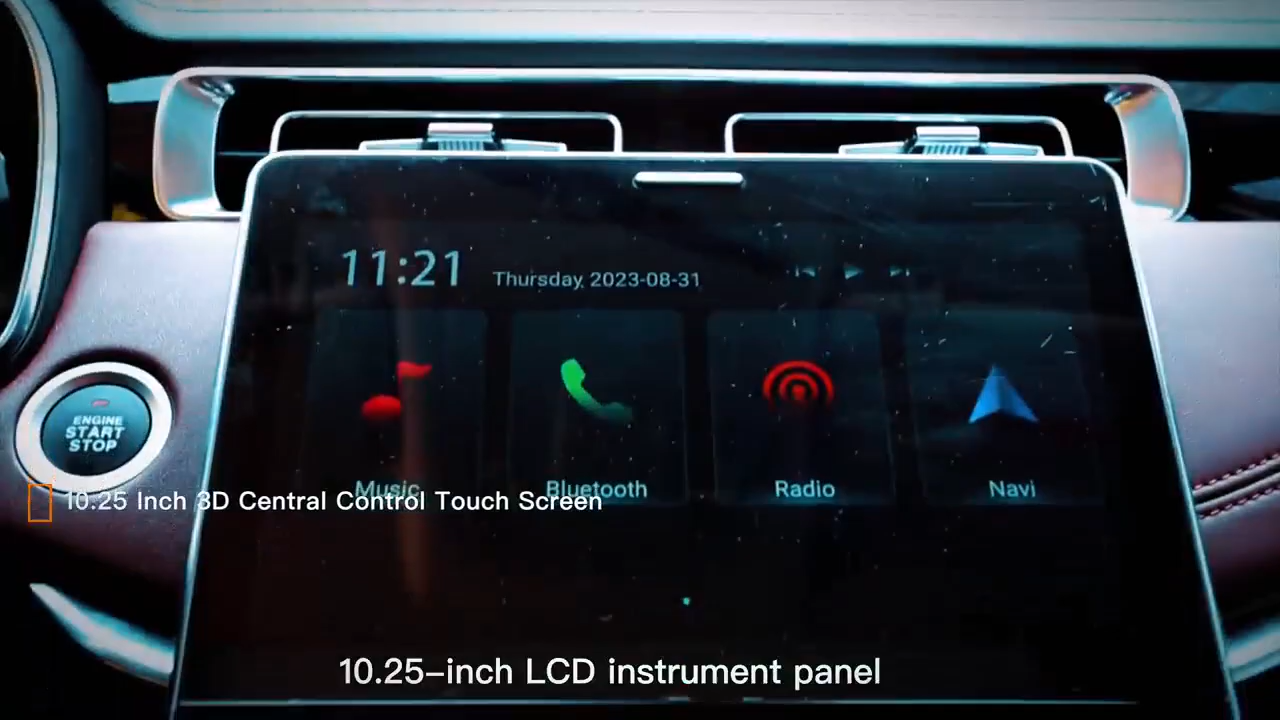 11:21
Thursday, 2023-08-31
ENGINE
START
STOP
Music
Bluetooth
Radio
Navi
10.25 Inch 3D Central Control Touch Screen
10.25-inch LCD instrument panel